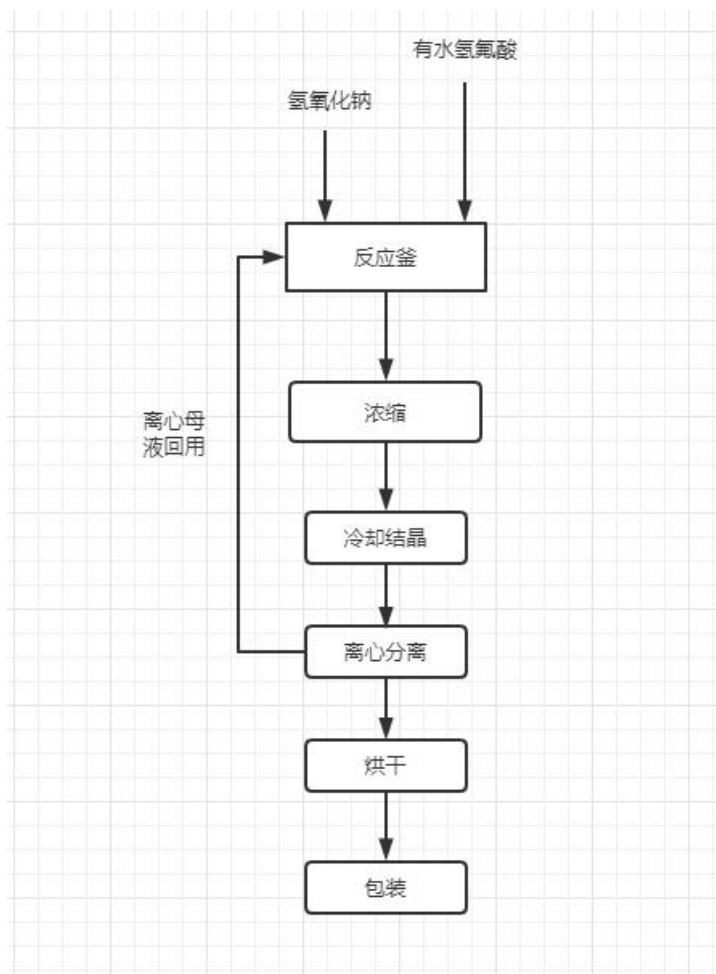 有水氢氟酸
氢氧化钠
反应釜
浓缩
离心母
液回用
冷却结晶
离心分离
烘干
包装